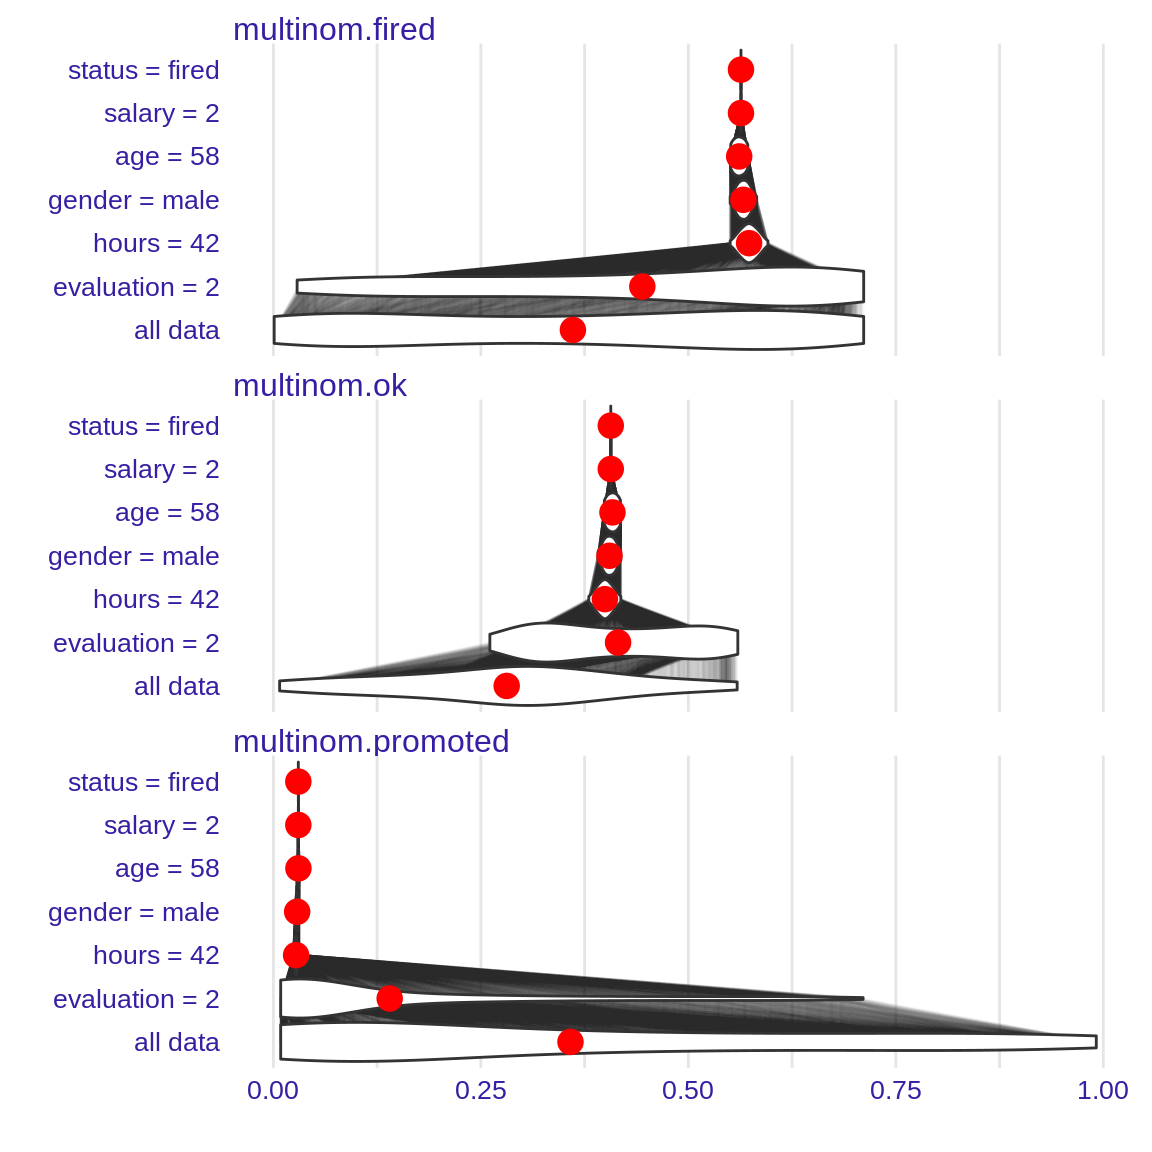 multinom.fired
status = fired
salary = 2
age = 58
gender = male
hours = 42
evaluation = 2
all data
multinom.ok
status = fired
salary = 2
age = 58
gender = male
hours = 42
evaluation = 2
all data
multinom.promoted
status = fired
salary = 2
age = 58
gender = male
hours = 42
evaluation = 2
all data
0.00 0.25 0.50 0.75 1.00